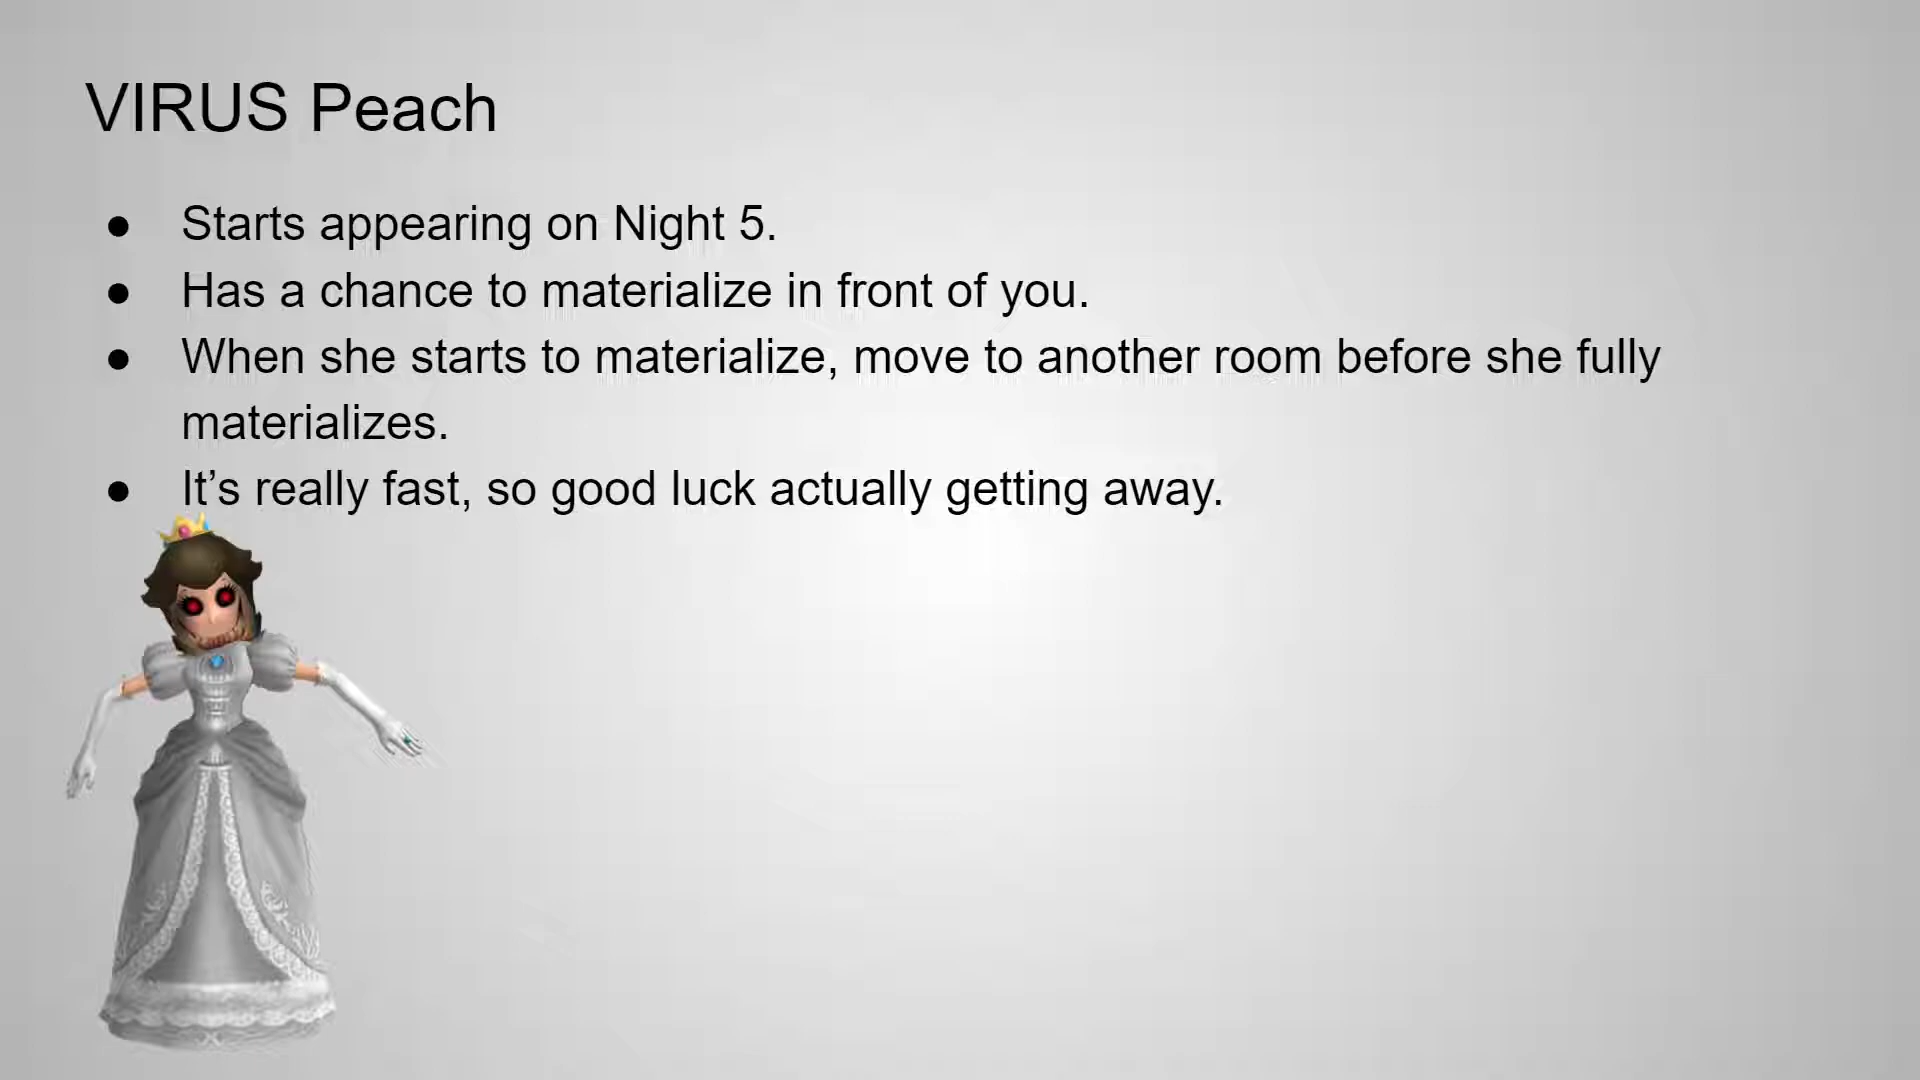 VIRUS Peach
● Starts appearing on Night 5.
● Has a chance to materialize in front of you.
● When she starts to materialize, move to another room before she fully
materializes.
● It’s really fast, so good luck actually getting away.